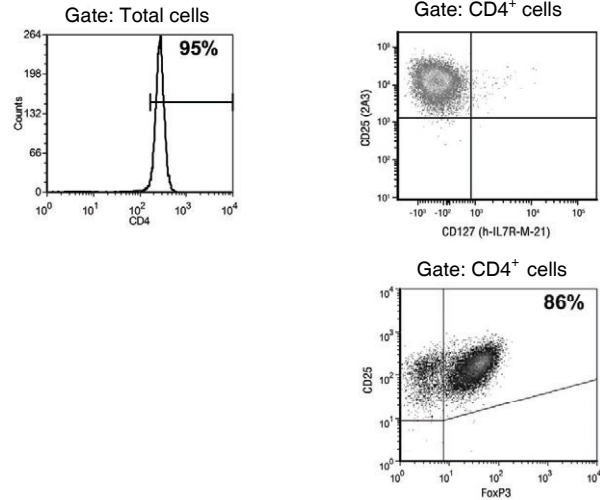 Gate: Total cells
264
198
132
66
0
Counts
95%
10⁰ 10¹ 10² 10³ 10⁴
CD4
Gate: CD4⁺ cells
10⁵
10⁴
10³
10²
10¹
CD25 (2A3)
-10³ -10² 10³ 10⁴ 10⁵
CD127 (h-IL7R-M-21)
Gate: CD4⁺ cells
10⁴
10³
10²
10¹
10⁰
CD25
86%
10⁰ 10¹ 10² 10³ 10⁴
FoxP3